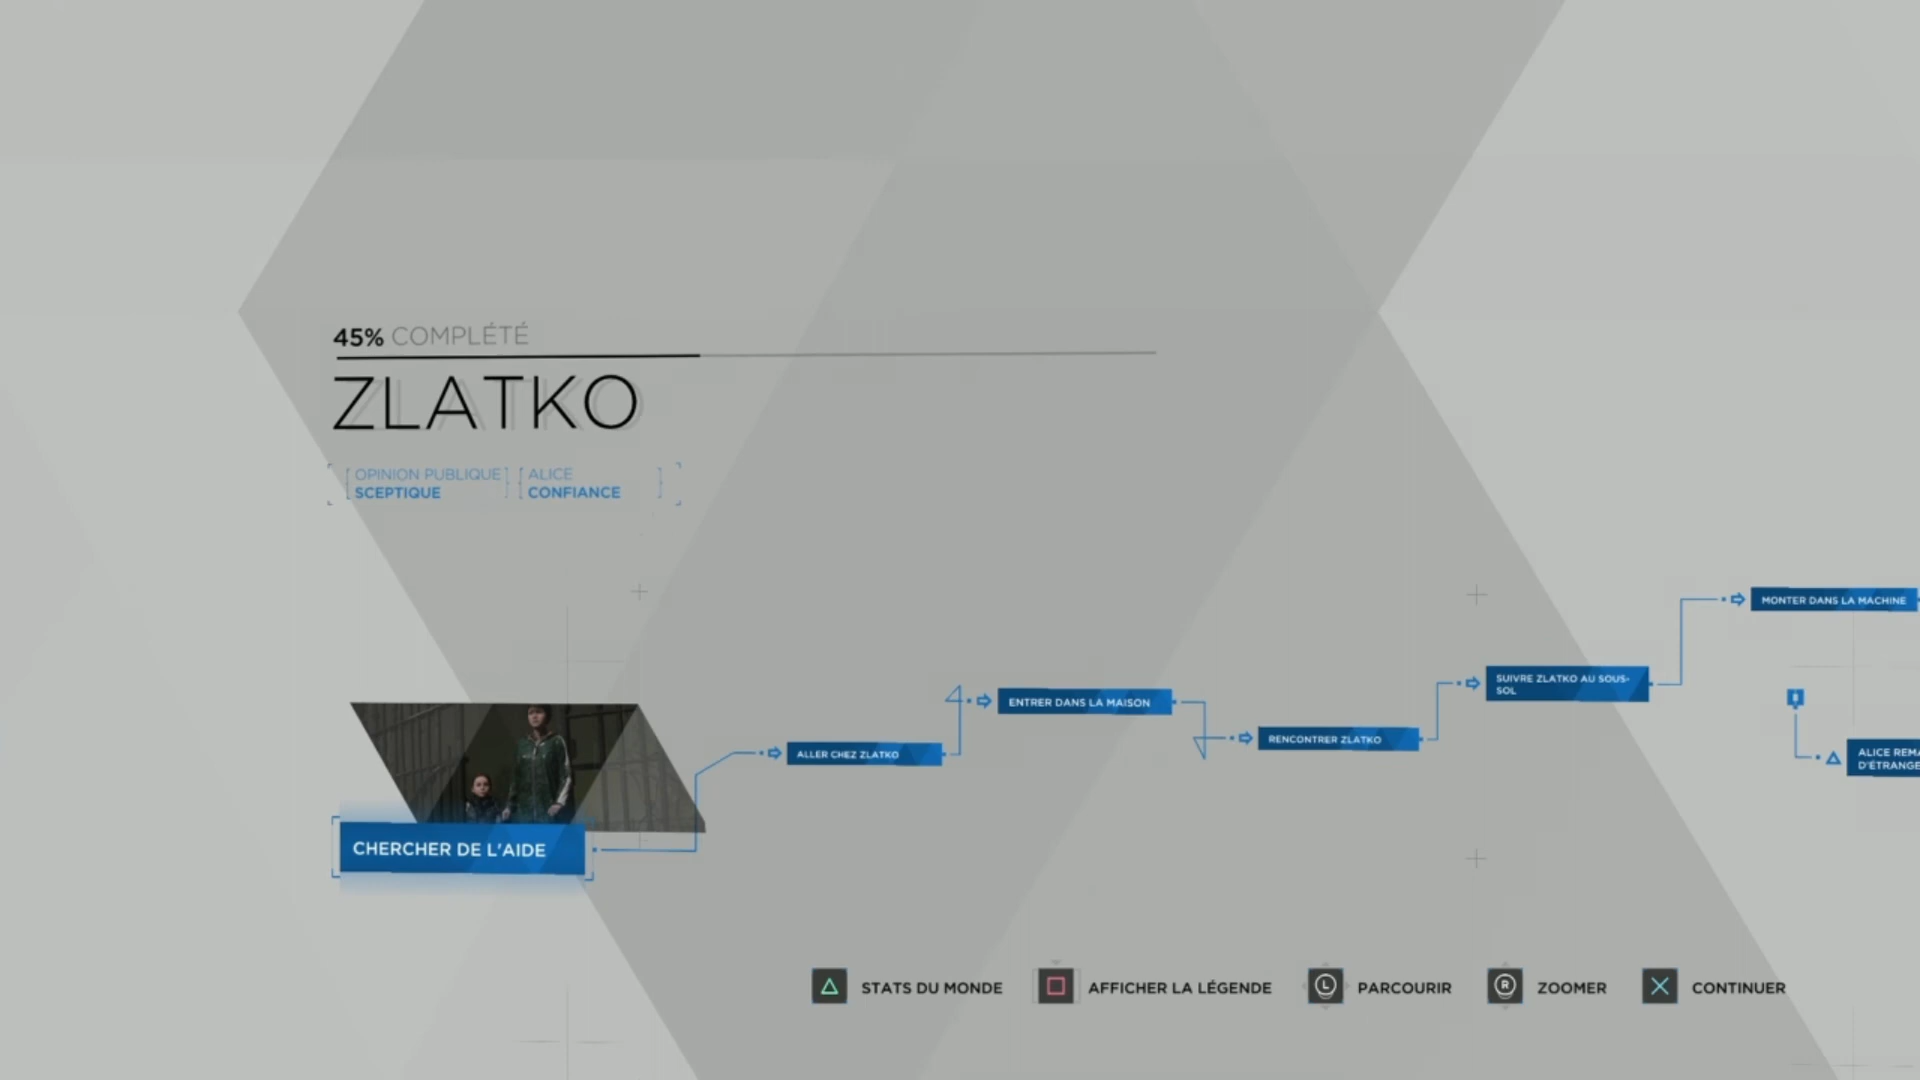 45% COMPLÉTÉ
ZLATKO
OPINION PUBLIQUE
SCEPTIQUE
ALICE
CONFIANCE
MONTER DANS LA MACHINE
SUIVRE ZLATKO AU SOUS-
SOL
ENTRER DANS LA MAISON
RENCONTRER ZLATKO
ALLER CHEZ ZLATKO
ALICE
D'ÉTRANGE
CHERCHER DE L'AIDE
STATS DU MONDE
AFFICHER LA LÉGENDE
L
PARCOURIR
R
ZOOMER
CONTINUER